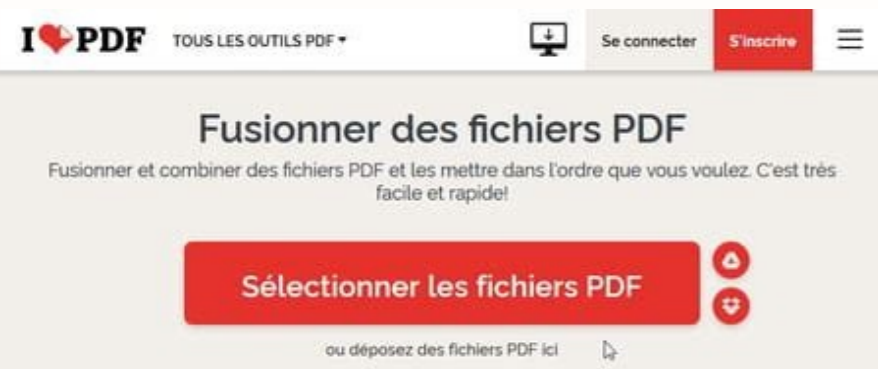 I PDF TOUS LES OUTILS PDF Se connecter S'inscrire
Fusionner des fichiers PDF
Fusionner et combiner des fichiers PDF et les mettre dans l'ordre que vous voulez. C'est très
facile et rapide!
Sélectionner les fichiers PDF
ou déposez des fichiers PDF ici